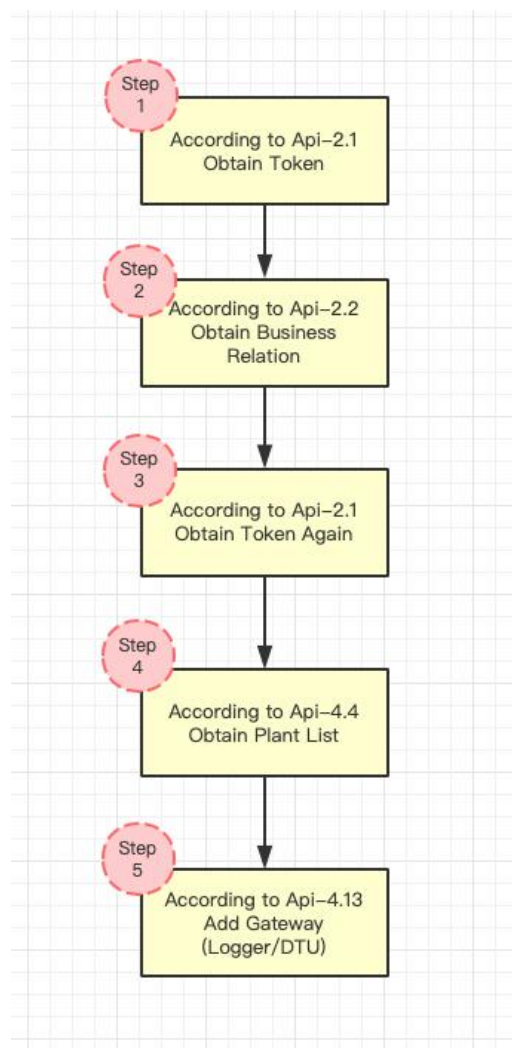 Step
1
According to Api-2.1
Obtain Token
Step
2
According to Api-2.2
Obtain Business
Relation
Step
3
According to Api-2.1
Obtain Token Again
Step
4
According to Api-4.4
Obtain Plant List
Step
5
According to Api-4.13
Add Gateway
(Logger/DTU)